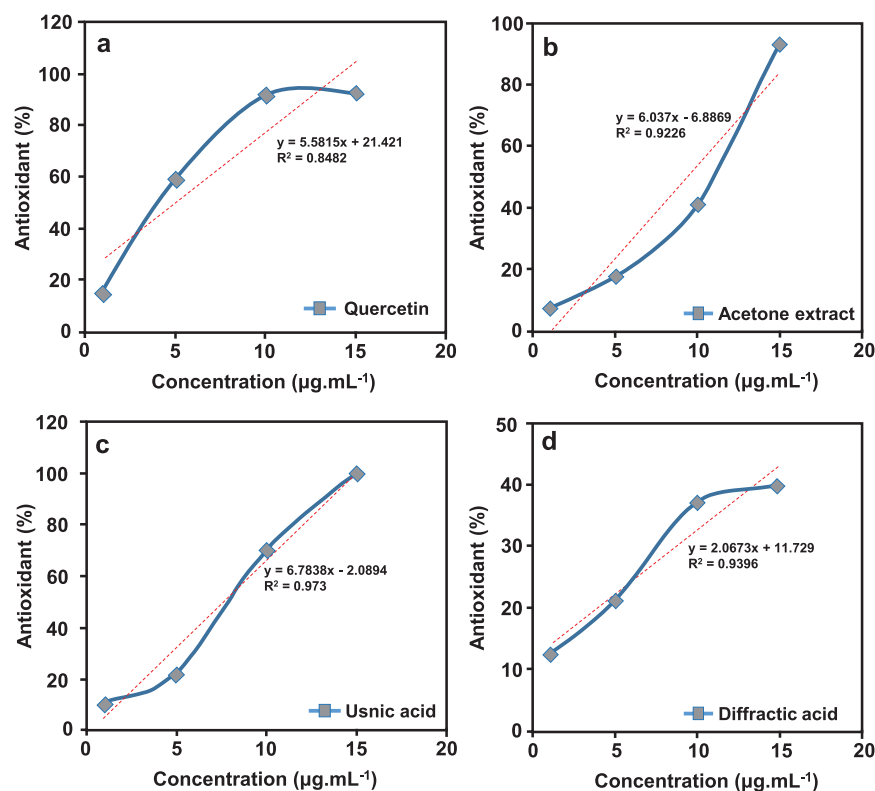 a
120
100
80
60
40
20
0
Antioxidant (%)
y = 5.5815x + 21.421
R² = 0.8482
Quercetin
0
5
10
15
20
Concentration (µg.mL⁻¹)
b
100
80
60
40
20
0
Antioxidant (%)
y = 6.037x - 6.8869
R² = 0.9226
Acetone extract
0
5
10
15
20
Concentration (µg.mL⁻¹)
c
100
80
60
40
20
0
Antioxidant (%)
y = 6.7838x - 2.0894
R² = 0.973
Usnic acid
0
5
10
15
20
Concentration (µg.mL⁻¹)
d
50
40
30
20
10
0
Antioxidant (%)
y = 2.0673x + 11.729
R² = 0.9396
Diffractic acid
0
5
10
15
20
Concentration (µg.mL⁻¹)